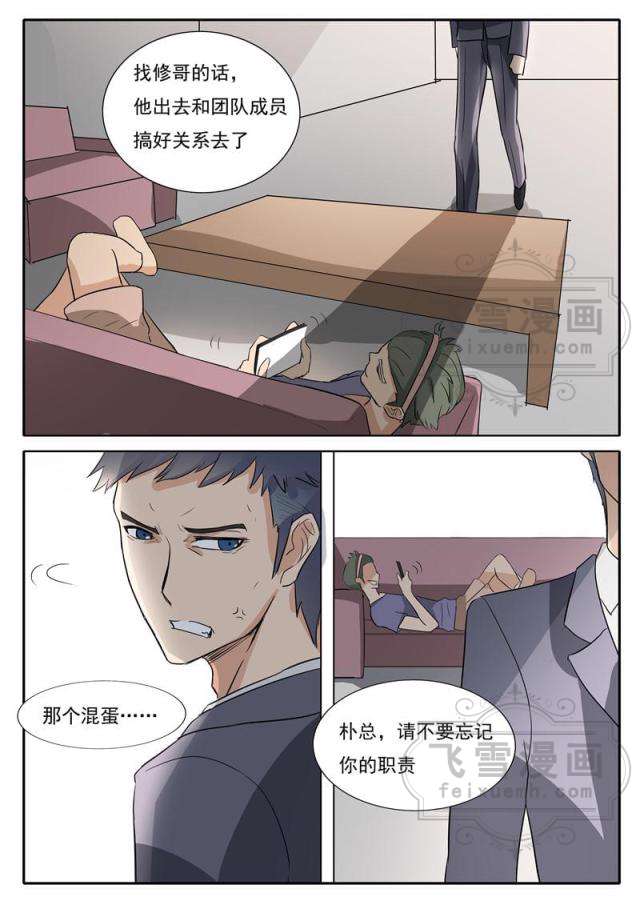 找修哥的话，
他出去和团队成员
搞好关系去了
飞雪漫画
feixuemh.com
那个混蛋……
朴总，请不要忘记
你的职责
飞雪漫画
feixuemh.com